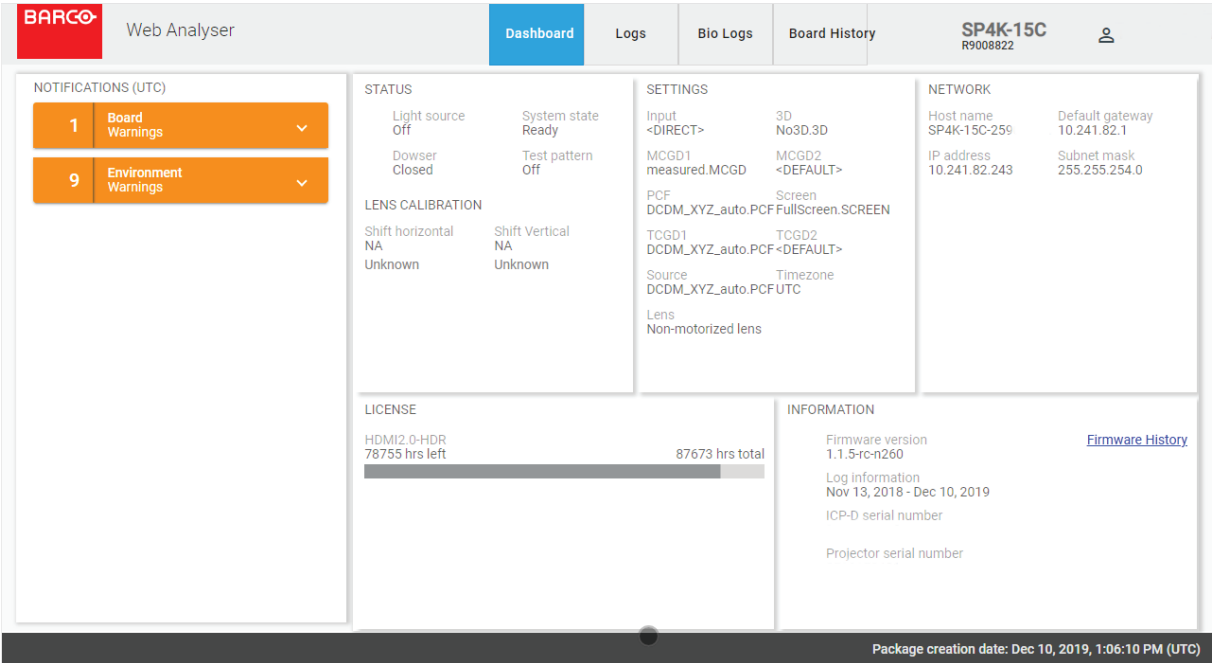 BARCO
Web Analyser
Dashboard
Logs
Bio Logs
Board History
SP4K-15C
R9008822
NOTIFICATIONS (UTC)
1
Board
Warnings
9
Environment
Warnings
STATUS
Light source
Off
System state
Ready
Dowser
Closed
Test pattern
Off
LENS CALIBRATION
Shift horizontal
NA
Unknown
Shift Vertical
NA
Unknown
SETTINGS
Input
<DIRECT>
3D
No3D.3D
MCGD1
measured.MCGD
MCGD2
<DEFAULT>
PCF
DCDM_XYZ_auto.PCF
Screen
FullScreen.SCREEN
TCGD1
DCDM_XYZ_auto.PCF
TCGD2
<DEFAULT>
Source
DCDM_XYZ_auto.PCF
Timezone
UTC
Lens
Non-motorized lens
NETWORK
Host name
SP4K-15C-259
Default gateway
10.241.82.1
IP address
10.241.82.243
Subnet mask
255.255.254.0
LICENSE
HDMI2.0-HDR
78755 hrs left
87673 hrs total
INFORMATION
Firmware version
1.1.5-rc-n260
Firmware History
Log information
Nov 13, 2018 - Dec 10, 2019
ICP-D serial number
Projector serial number
Package creation date: Dec 10, 2019, 1:06:10 PM (UTC)